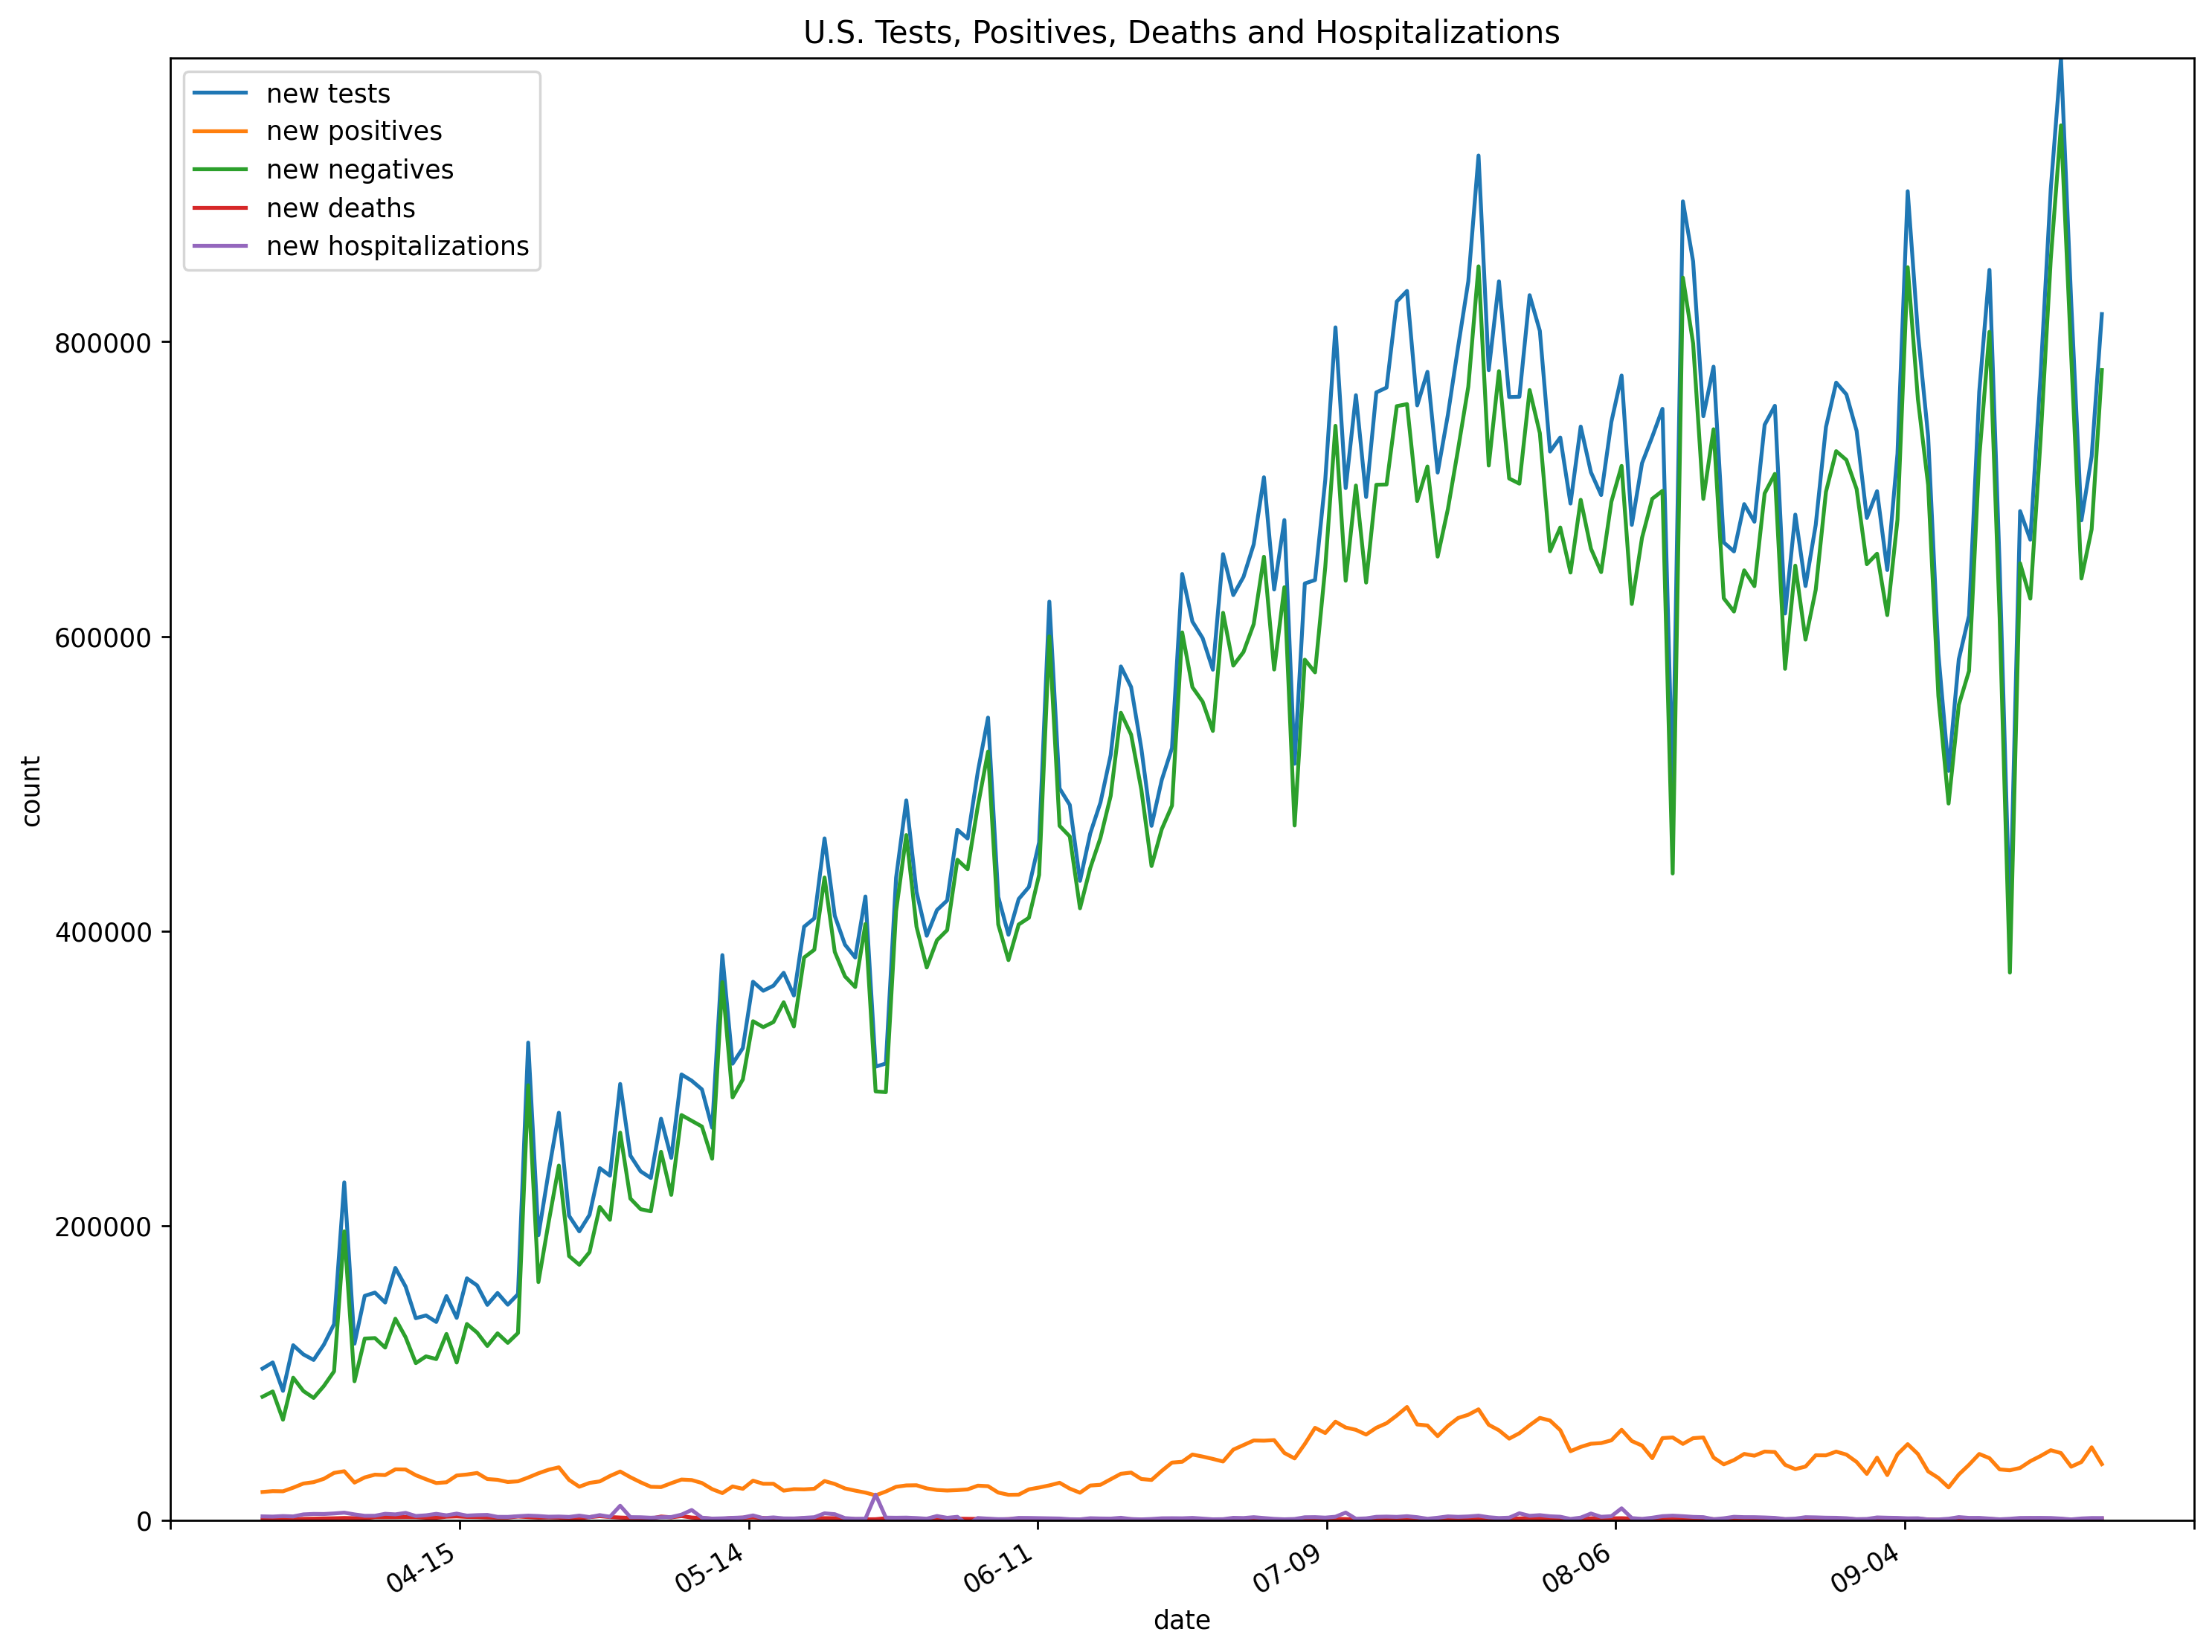 U.S. Tests, Positives, Deaths and Hospitalizations
new tests
new positives
new negatives
new deaths
new hospitalizations
800000
600000
400000
200000
0
count
04-15
05-14
06-11
07-09
08-06
09-04
date